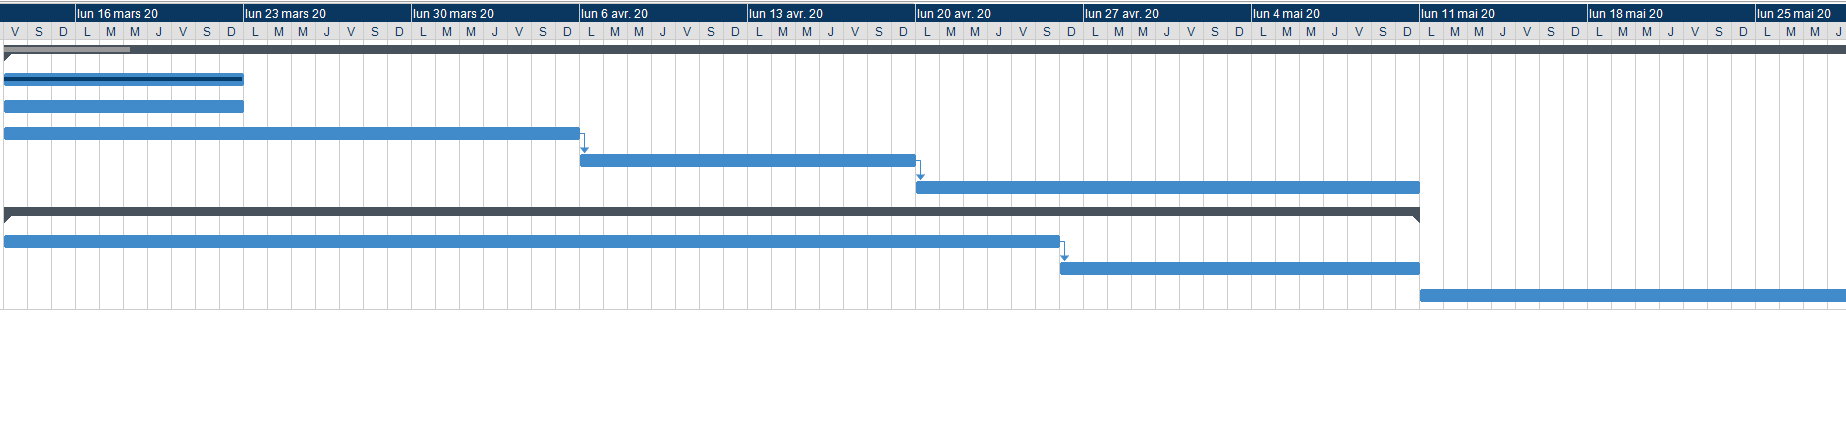 lun 16 mars 20 lun 23 mars 20 lun 30 mars 20 lun 6 avr. 20 lun 13 avr. 20 lun 20 avr. 20 lun 27 avr. 20 lun 4 mai 20 lun 11 mai 20 lun 18 mai 20 lun 25 mai 20
V S D L M M J V S D L M M J V S D L M M J V S D L M M J V S D L M M J V S D L M M J V S D L M M J V S D L M M J V S D L M M J V S D L M M J V S D L M M J